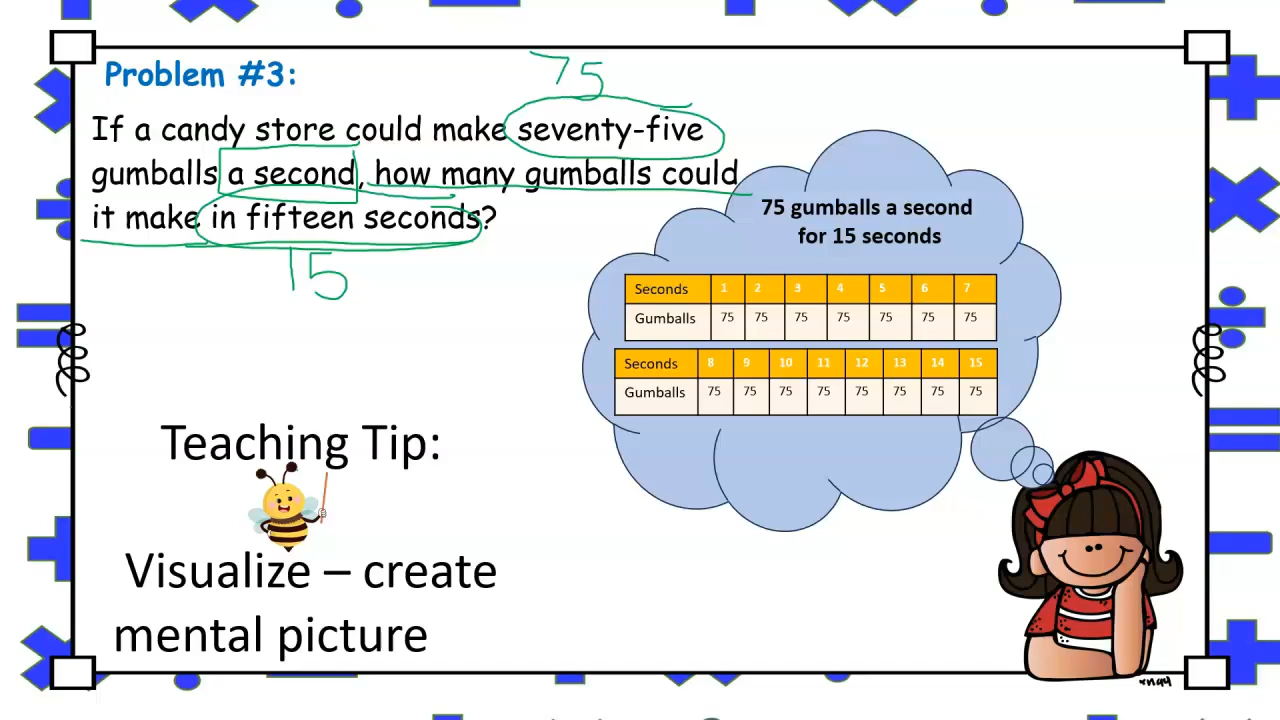 Problem #3:
75
If a candy store could make seventy-five
gumballs a second, how many gumballs could
it make in fifteen seconds?
15
75 gumballs a second
for 15 seconds
Seconds 1 2 3 4 5 6 7
Gumballs 75 75 75 75 75 75 75
Seconds 8 9 10 11 12 13 14 15
Gumballs 75 75 75 75 75 75 75 75
Teaching Tip:
Visualize – create
mental picture